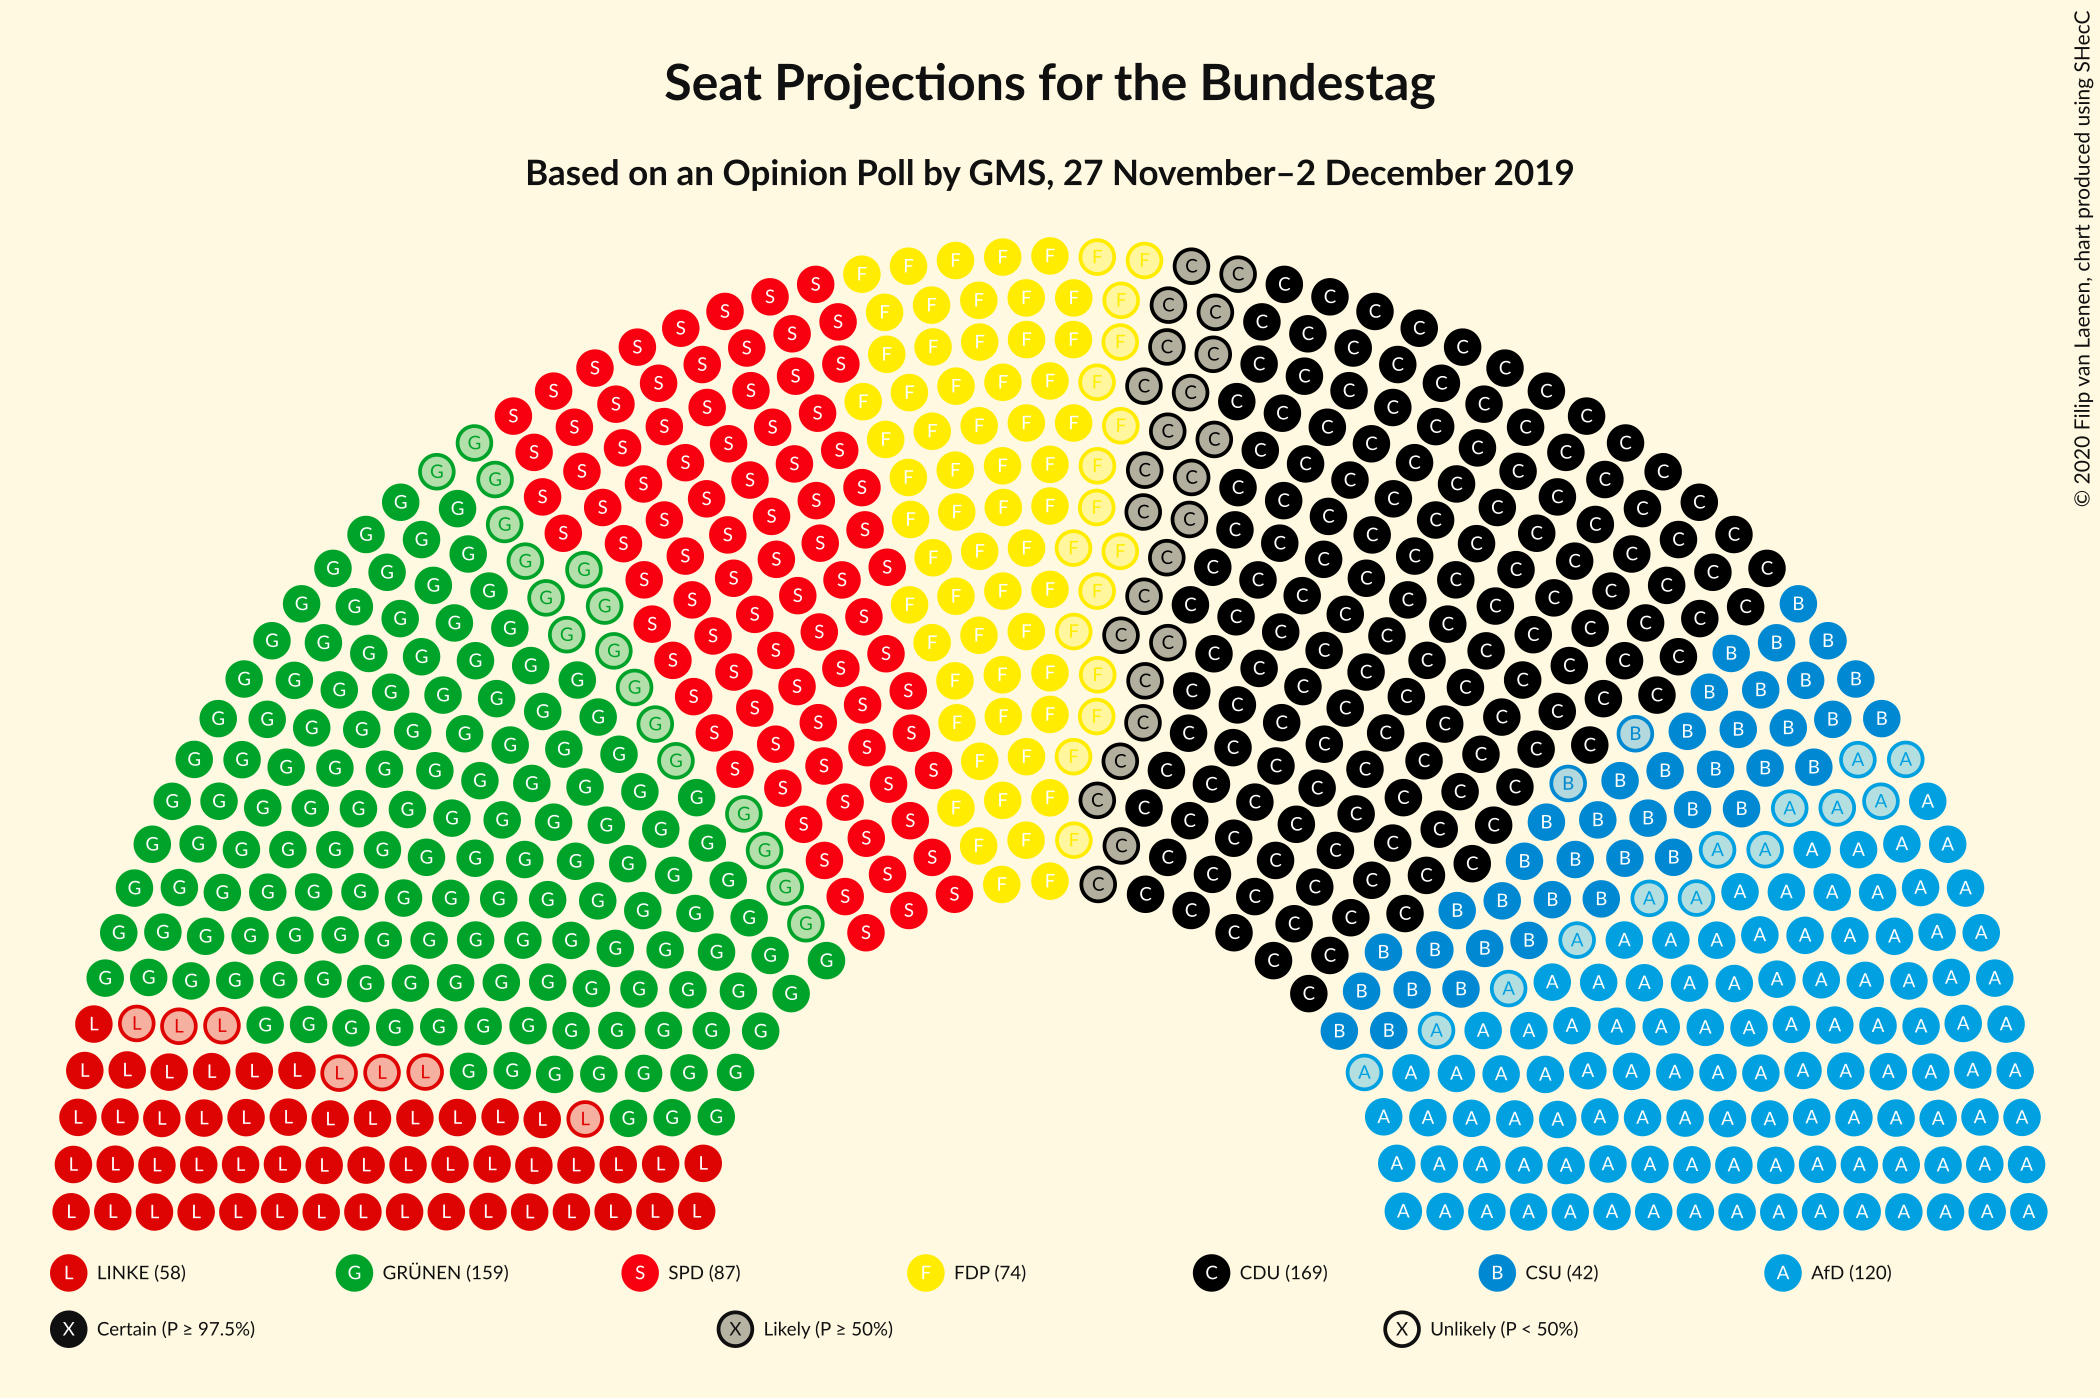 Seat Projections for the Bundestag
Based on an Opinion Poll by GMS, 27 November–2 December 2019
© 2020 Filip van Laenen, chart produced using SHecC
L LINKE (58) G GRÜNEN (159) S SPD (87) F FDP (74) C CDU (169) B CSU (42) A AfD (120)
X Certain (P ≥ 97.5%) X Likely (P ≥ 50%) X Unlikely (P < 50%)